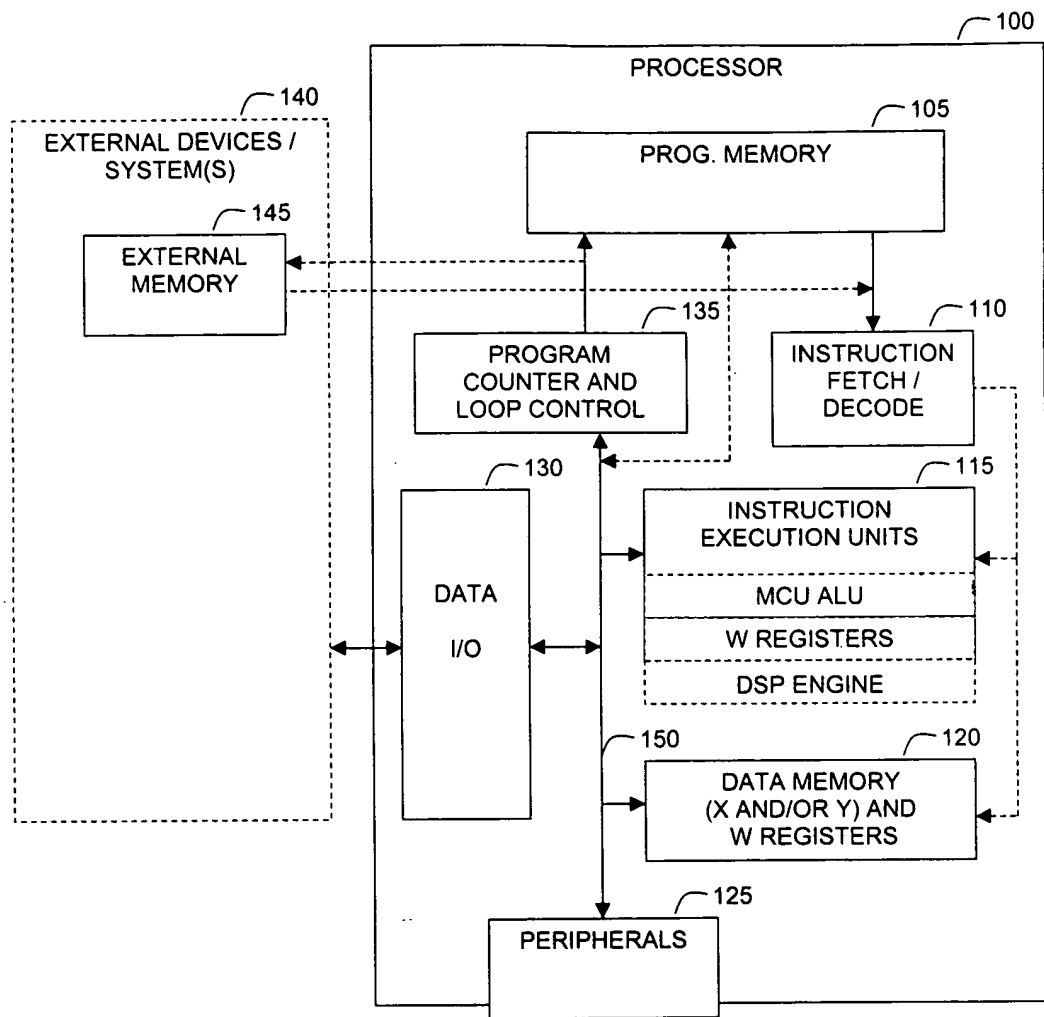 100
PROCESSOR
140
EXTERNAL DEVICES /
SYSTEM(S)
105
PROG. MEMORY
145
EXTERNAL
MEMORY
135
PROGRAM
COUNTER AND
LOOP CONTROL
110
INSTRUCTION
FETCH /
DECODE
130
DATA
I/O
115
INSTRUCTION
EXECUTION UNITS
MCU ALU
W REGISTERS
DSP ENGINE
150
120
DATA MEMORY
(X AND/OR Y) AND
W REGISTERS
125
PERIPHERALS